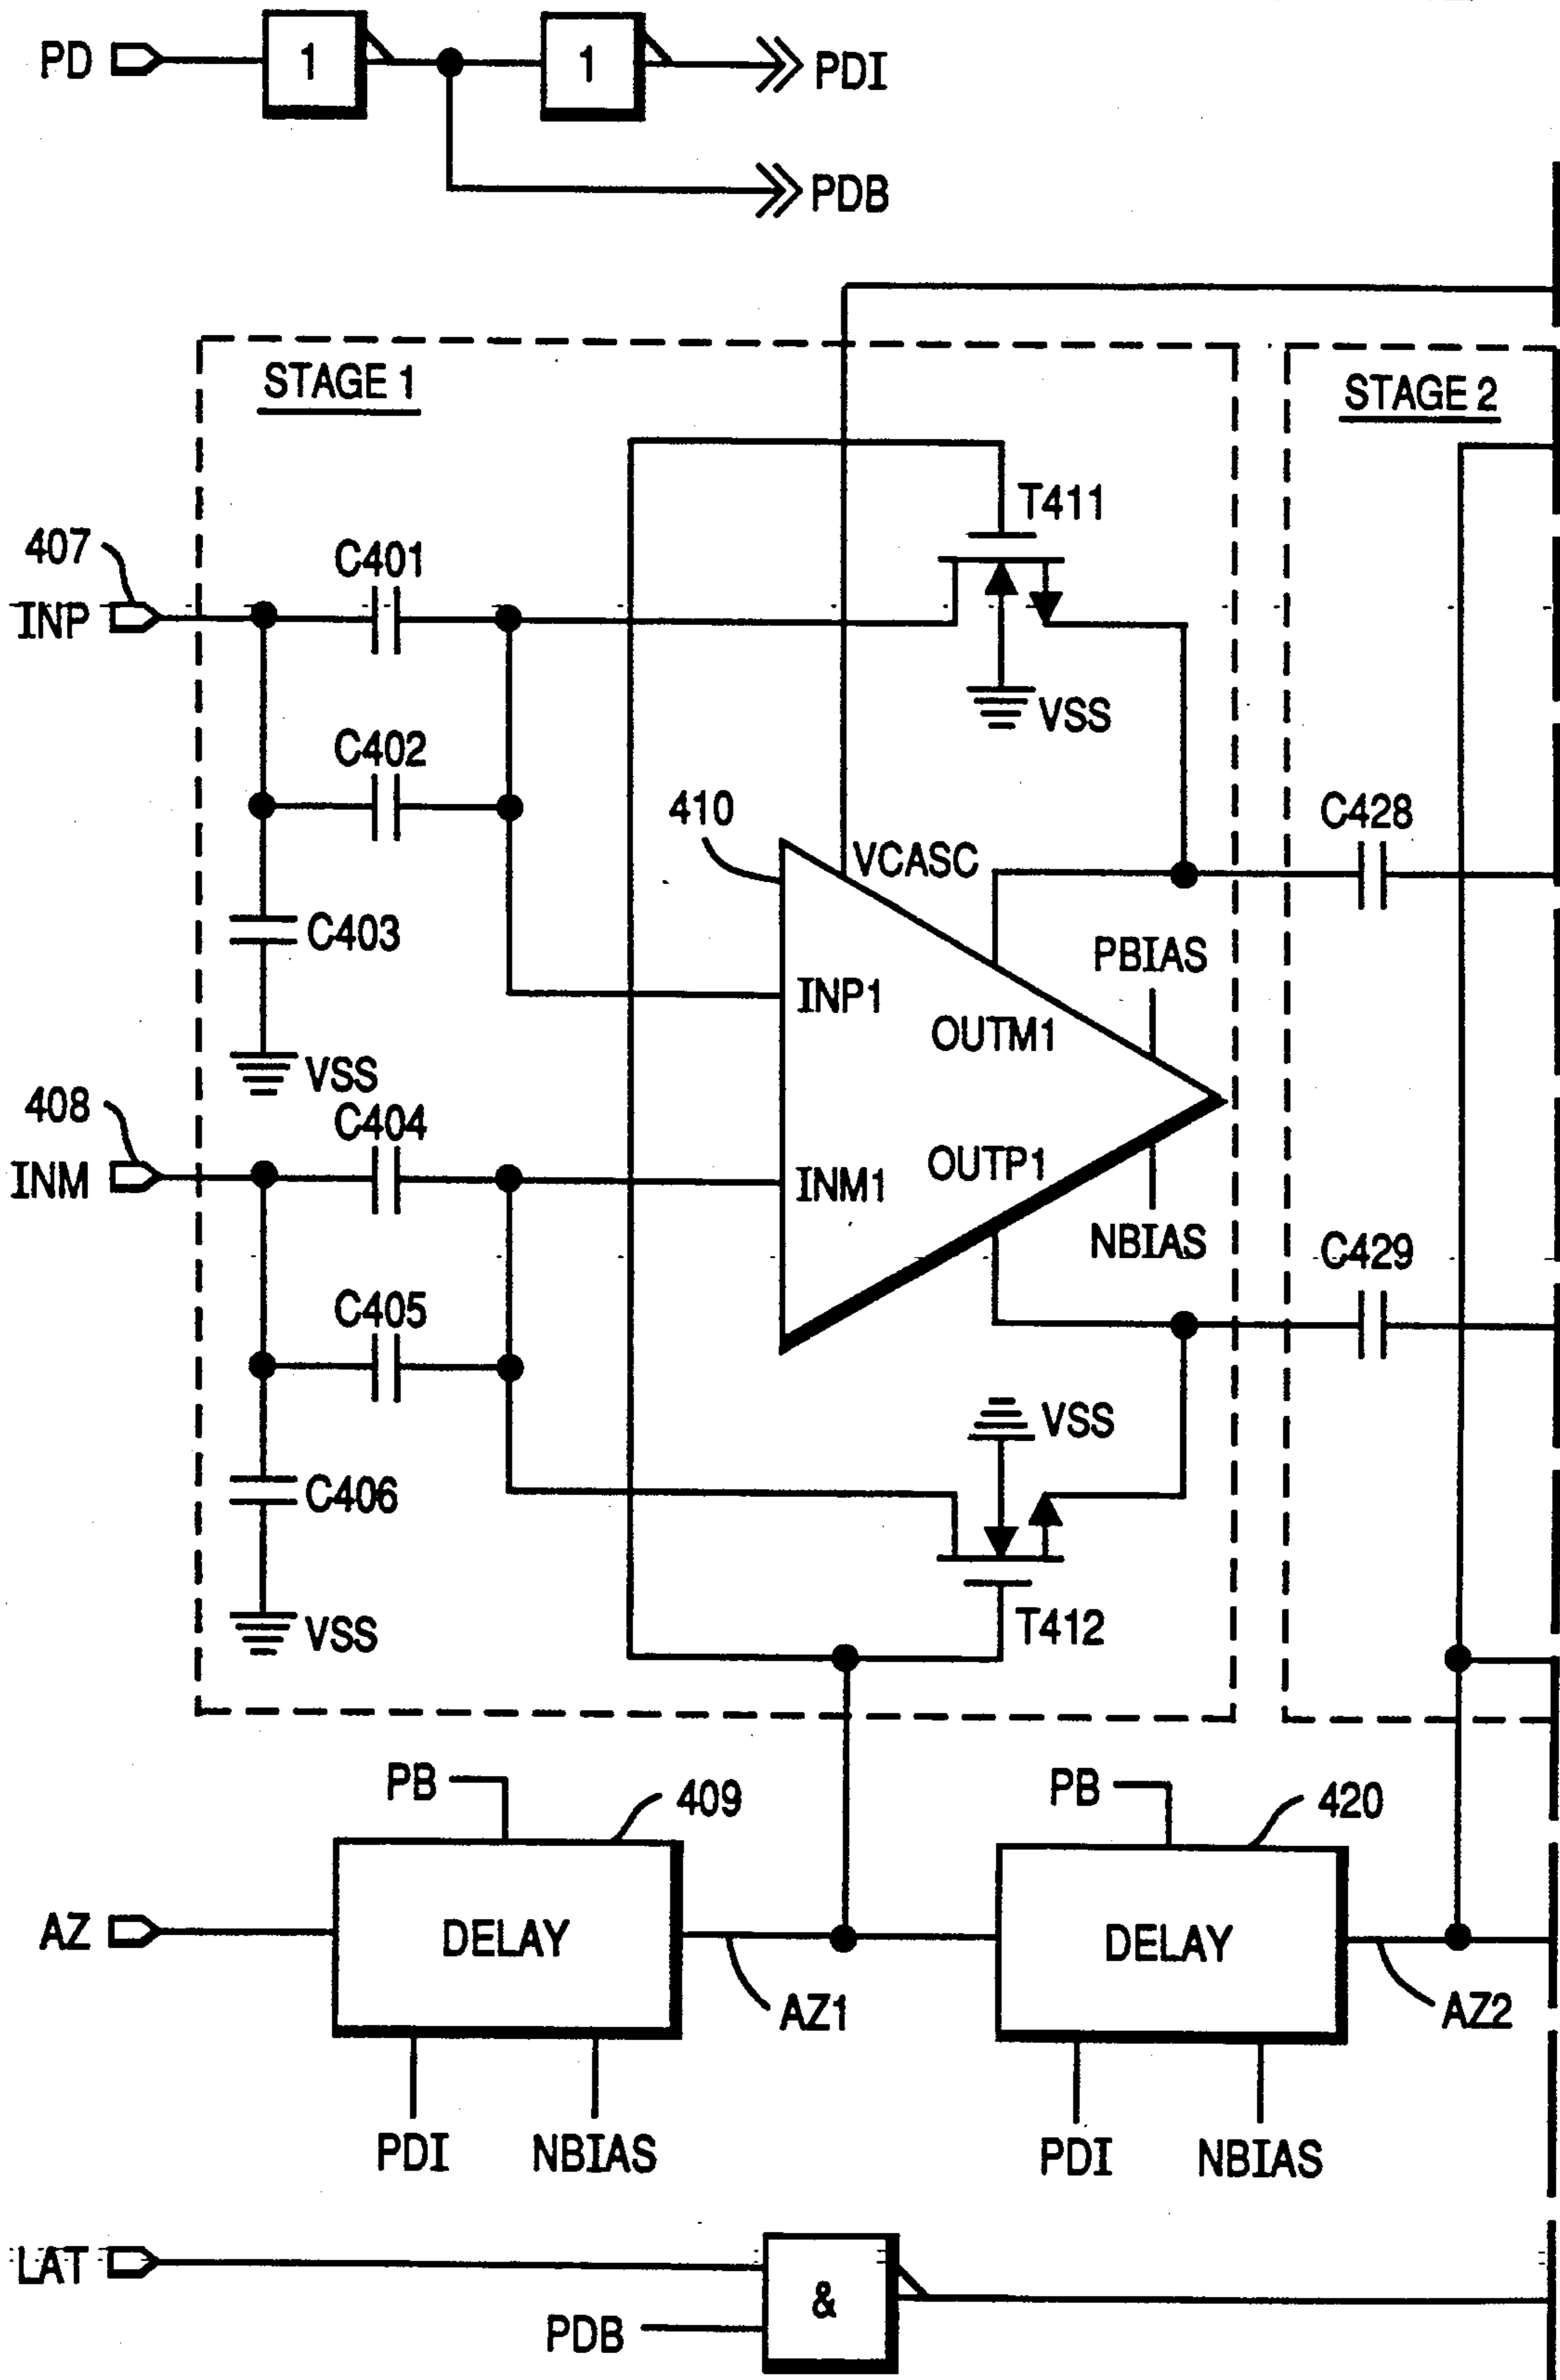 PD
1
1
PDI
PDB
STAGE 1
STAGE 2
T411
407
C401
INP
VSS
C402
410
VCASC
C428
C403
PBIAS
INP1
OUTM1
VSS
408
C404
INM
INM1
OUTP1
NBIAS
C429
C405
VSS
C406
T412
VSS
PB
409
PB
420
AZ
DELAY
DELAY
AZ1
AZ2
PDI
NBIAS
PDI
NBIAS
LAT
&
PDB